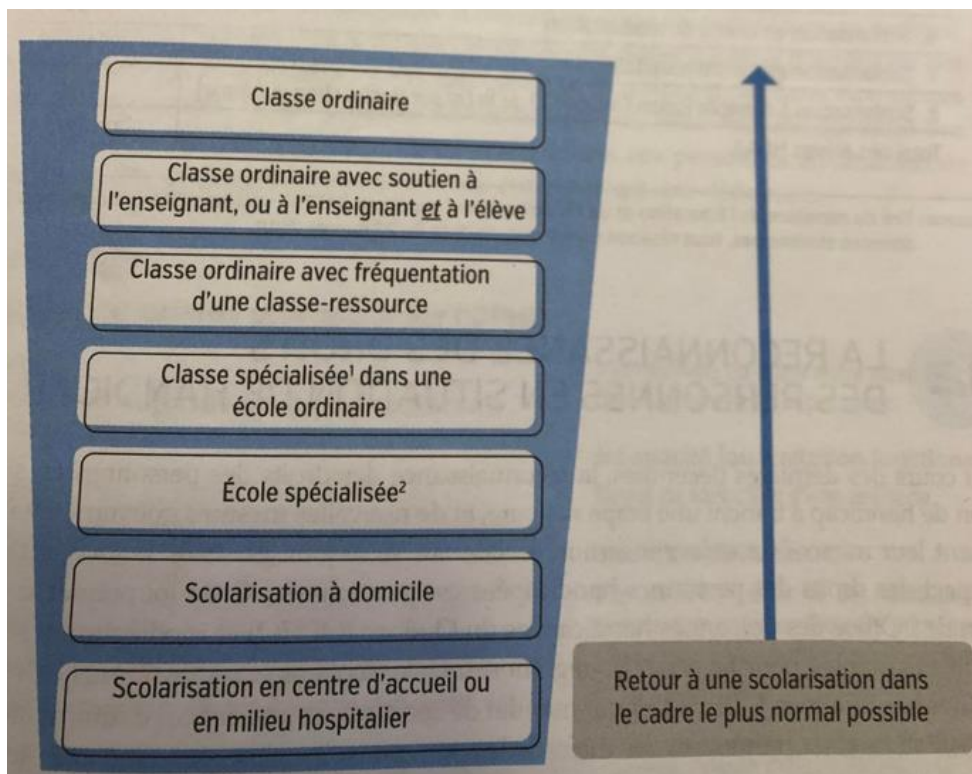 Classe ordinaire
Classe ordinaire avec soutien à
l'enseignant, ou à l'enseignant et à l'élève
Classe ordinaire avec fréquentation
d'une classe-ressource
Classe spécialisée¹ dans une
école ordinaire
École spécialisée²
Scolarisation à domicile
Scolarisation en centre d'accueil ou
en milieu hospitalier
Retour à une scolarisation dans
le cadre le plus normal possible